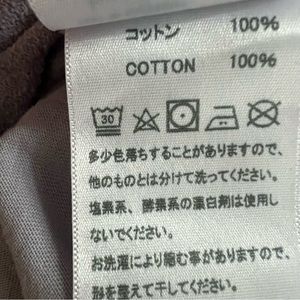 コットン 100%
COTTON 100%
30
多少色落ちすることがありますので、
他のものとは分けて洗ってください。
塩素系、酵素系の漂白剤は使用し
ないでください。
お洗濯により縮む事がありますので、
形を整えて干してください。